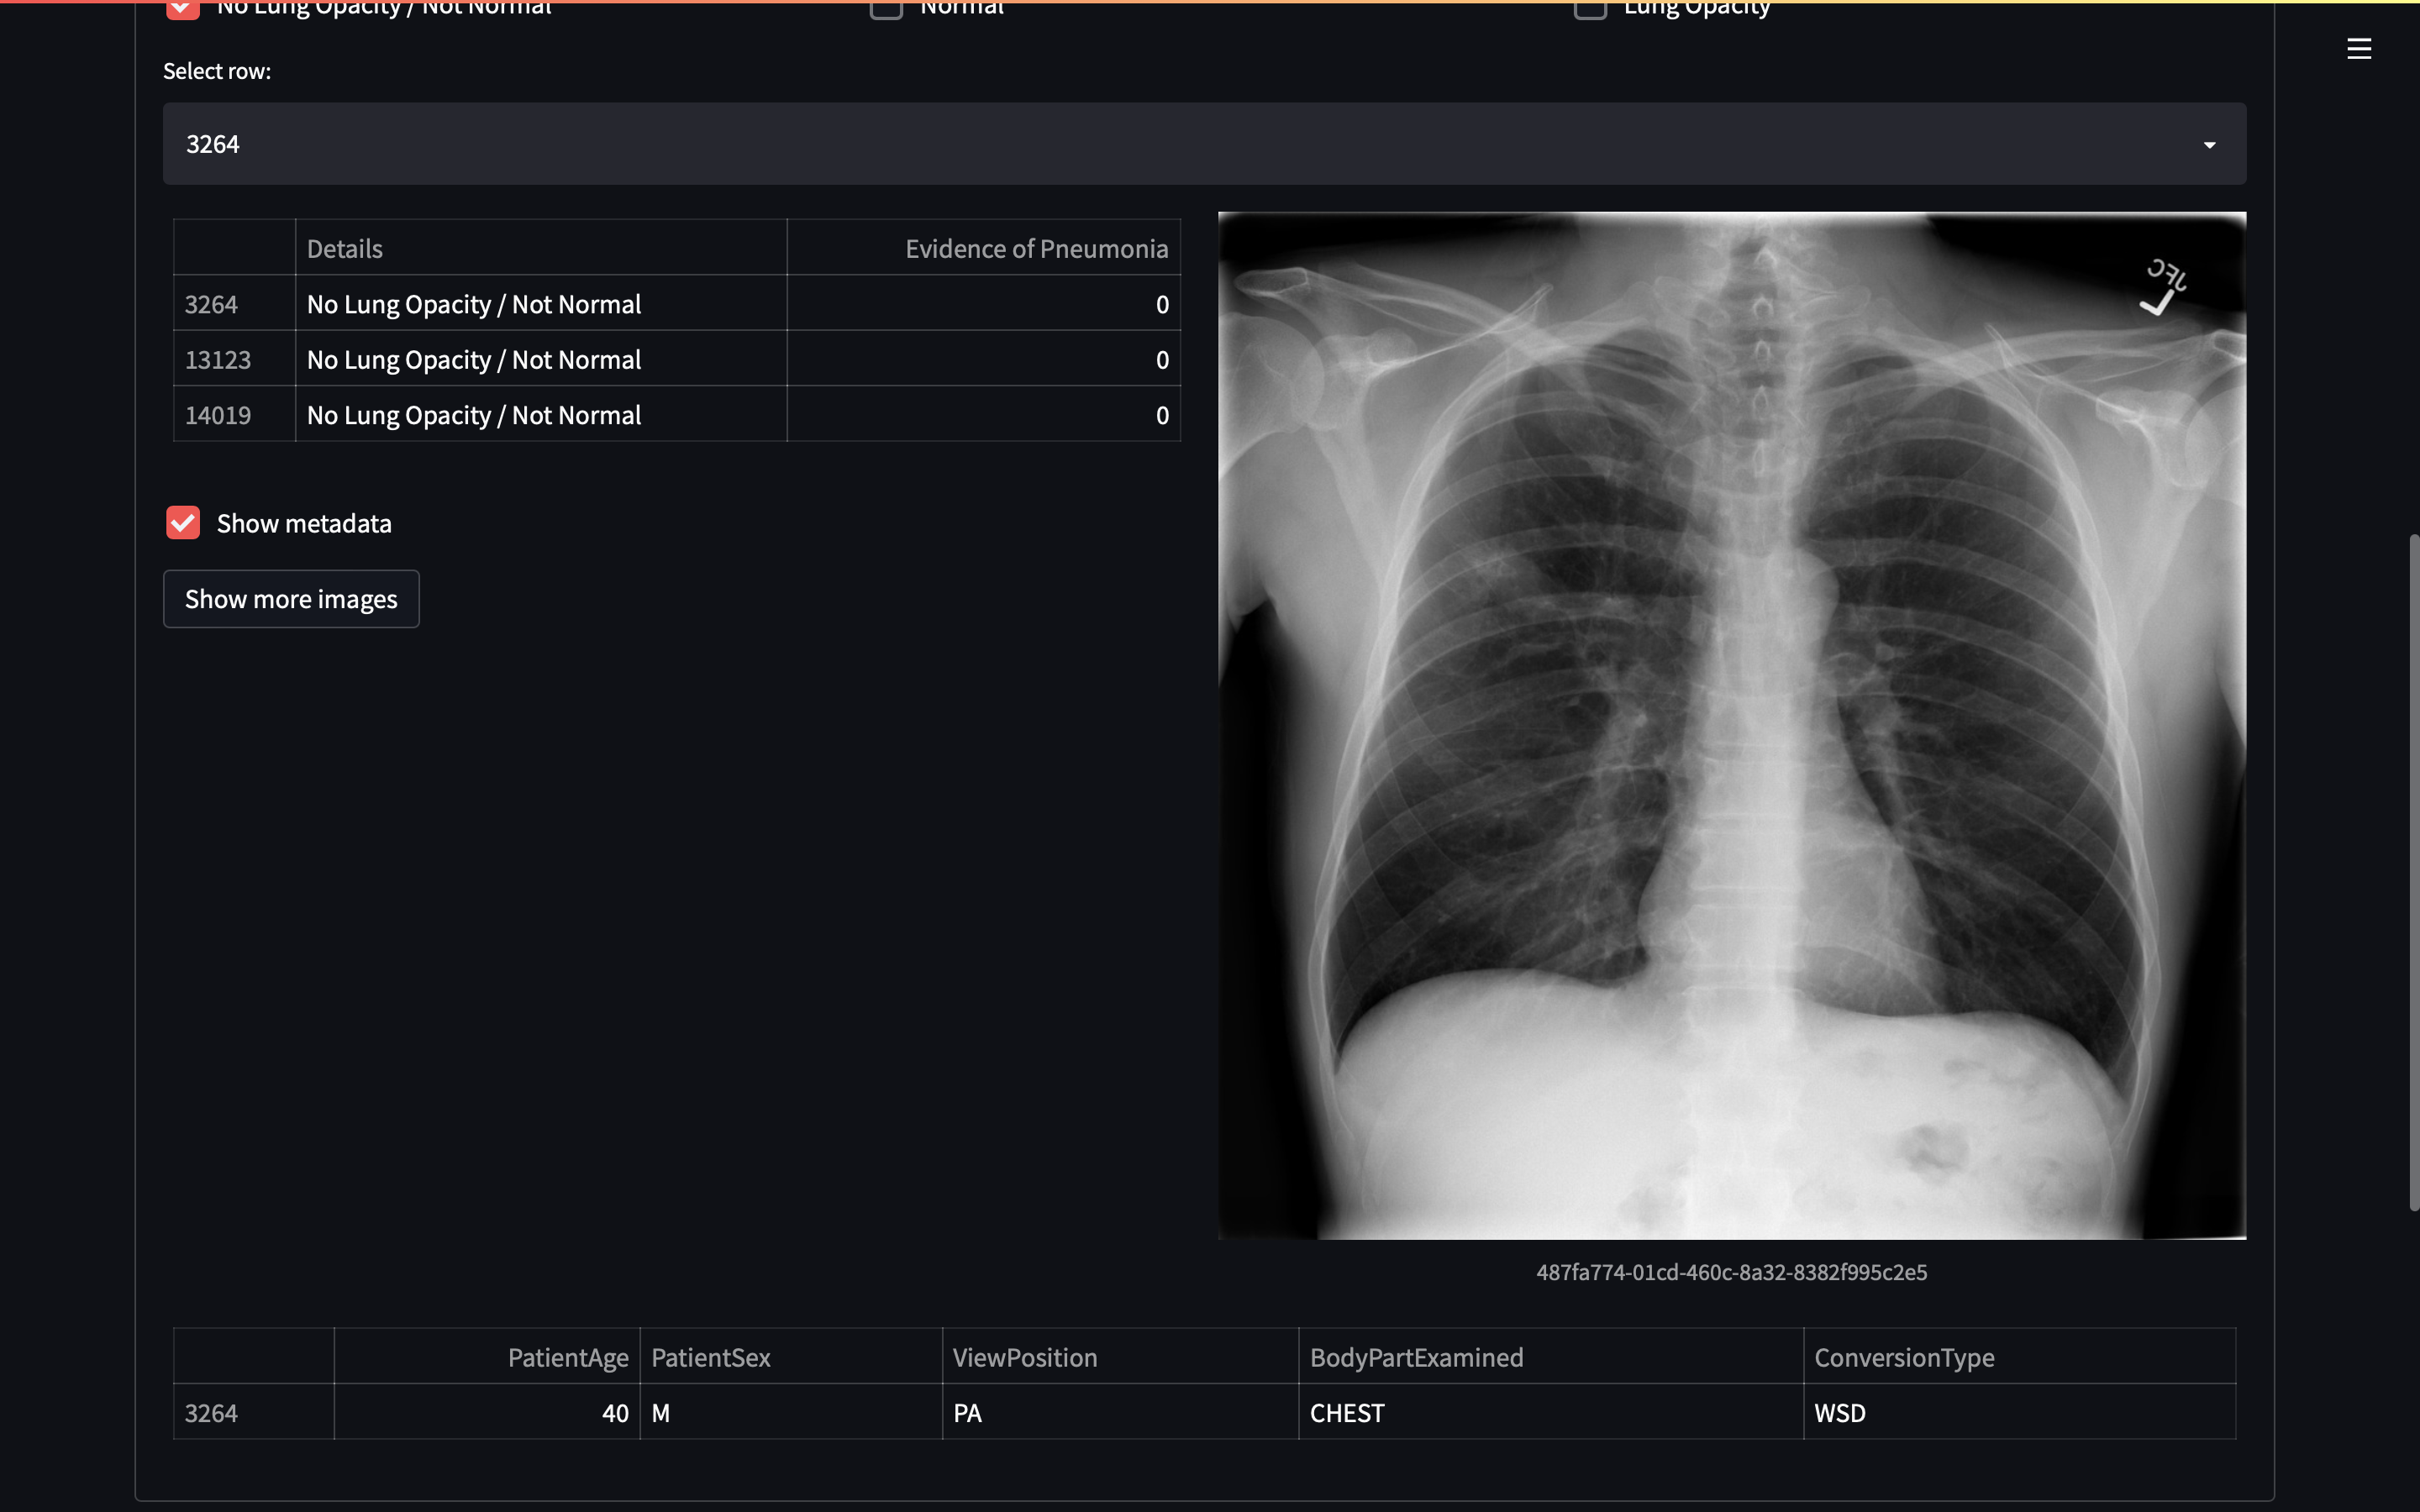 No Lung Opacity / Not Normal Normal Lung Opacity
Select row:
3264
Details Evidence of Pneumonia
3264 No Lung Opacity / Not Normal 0
13123 No Lung Opacity / Not Normal 0
14019 No Lung Opacity / Not Normal 0
Show metadata
Show more images
JFC
L
487fa774-01cd-460c-8a32-8382f995c2e5
PatientAge PatientSex ViewPosition BodyPartExamined ConversionType
3264 40 M PA CHEST WSD